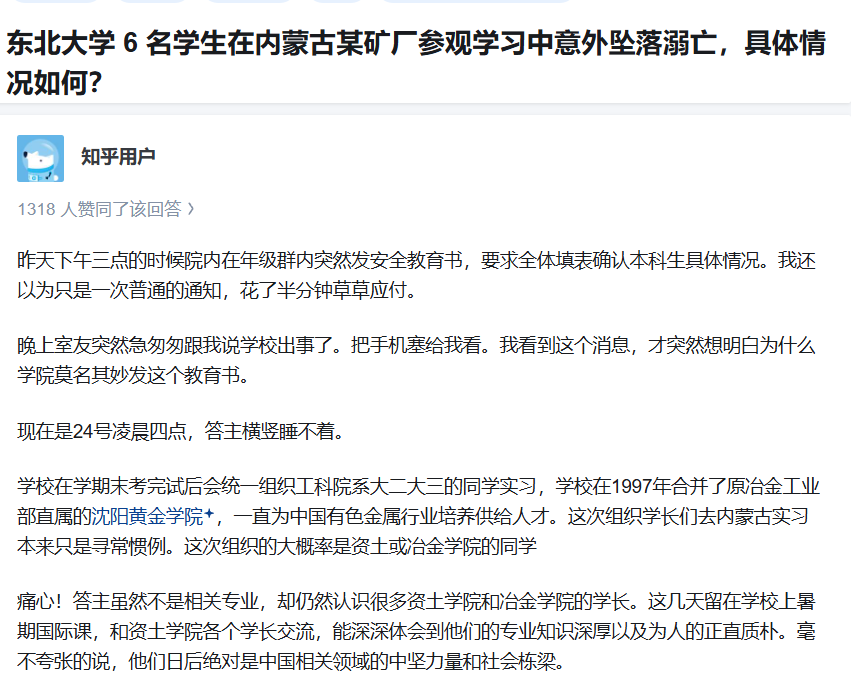 东北大学 6 名学生在内蒙古某矿厂参观学习中意外坠落溺亡，具体情
况如何？
知乎用户
1318 人赞同了该回答 ›
昨天下午三点的时候院内在年级群内突然发安全教育书，要求全体填表确认本科生具体情况。我还
以为只是一次普通的通知，花了半分钟草草应付。
晚上室友突然急匆匆跟我说学校出事了。把手机塞给我看。我看到这个消息，才突然想明白为什么
学院莫名其妙发这个教育书。
现在是24号凌晨四点，答主横竖睡不着。
学校在学期末考完试后会统一组织工科院系大二大三的同学实习，学校在1997年合并了原冶金工业
部直属的沈阳黄金学院，一直为中国有色金属行业培养供给人才。这次组织学长们去内蒙古实习
本来只是寻常惯例。这次组织的大概率是资土或冶金学院的同学
痛心！答主虽然不是相关专业，却仍然认识很多资土学院和冶金学院的学长。这几天留在学校上暑
期国际课，和资土学院各个学长交流，能深深体会到他们的专业知识深厚以及为人的正直质朴。毫
不夸张的说，他们日后绝对是中国相关领域的中坚力量和社会栋梁。